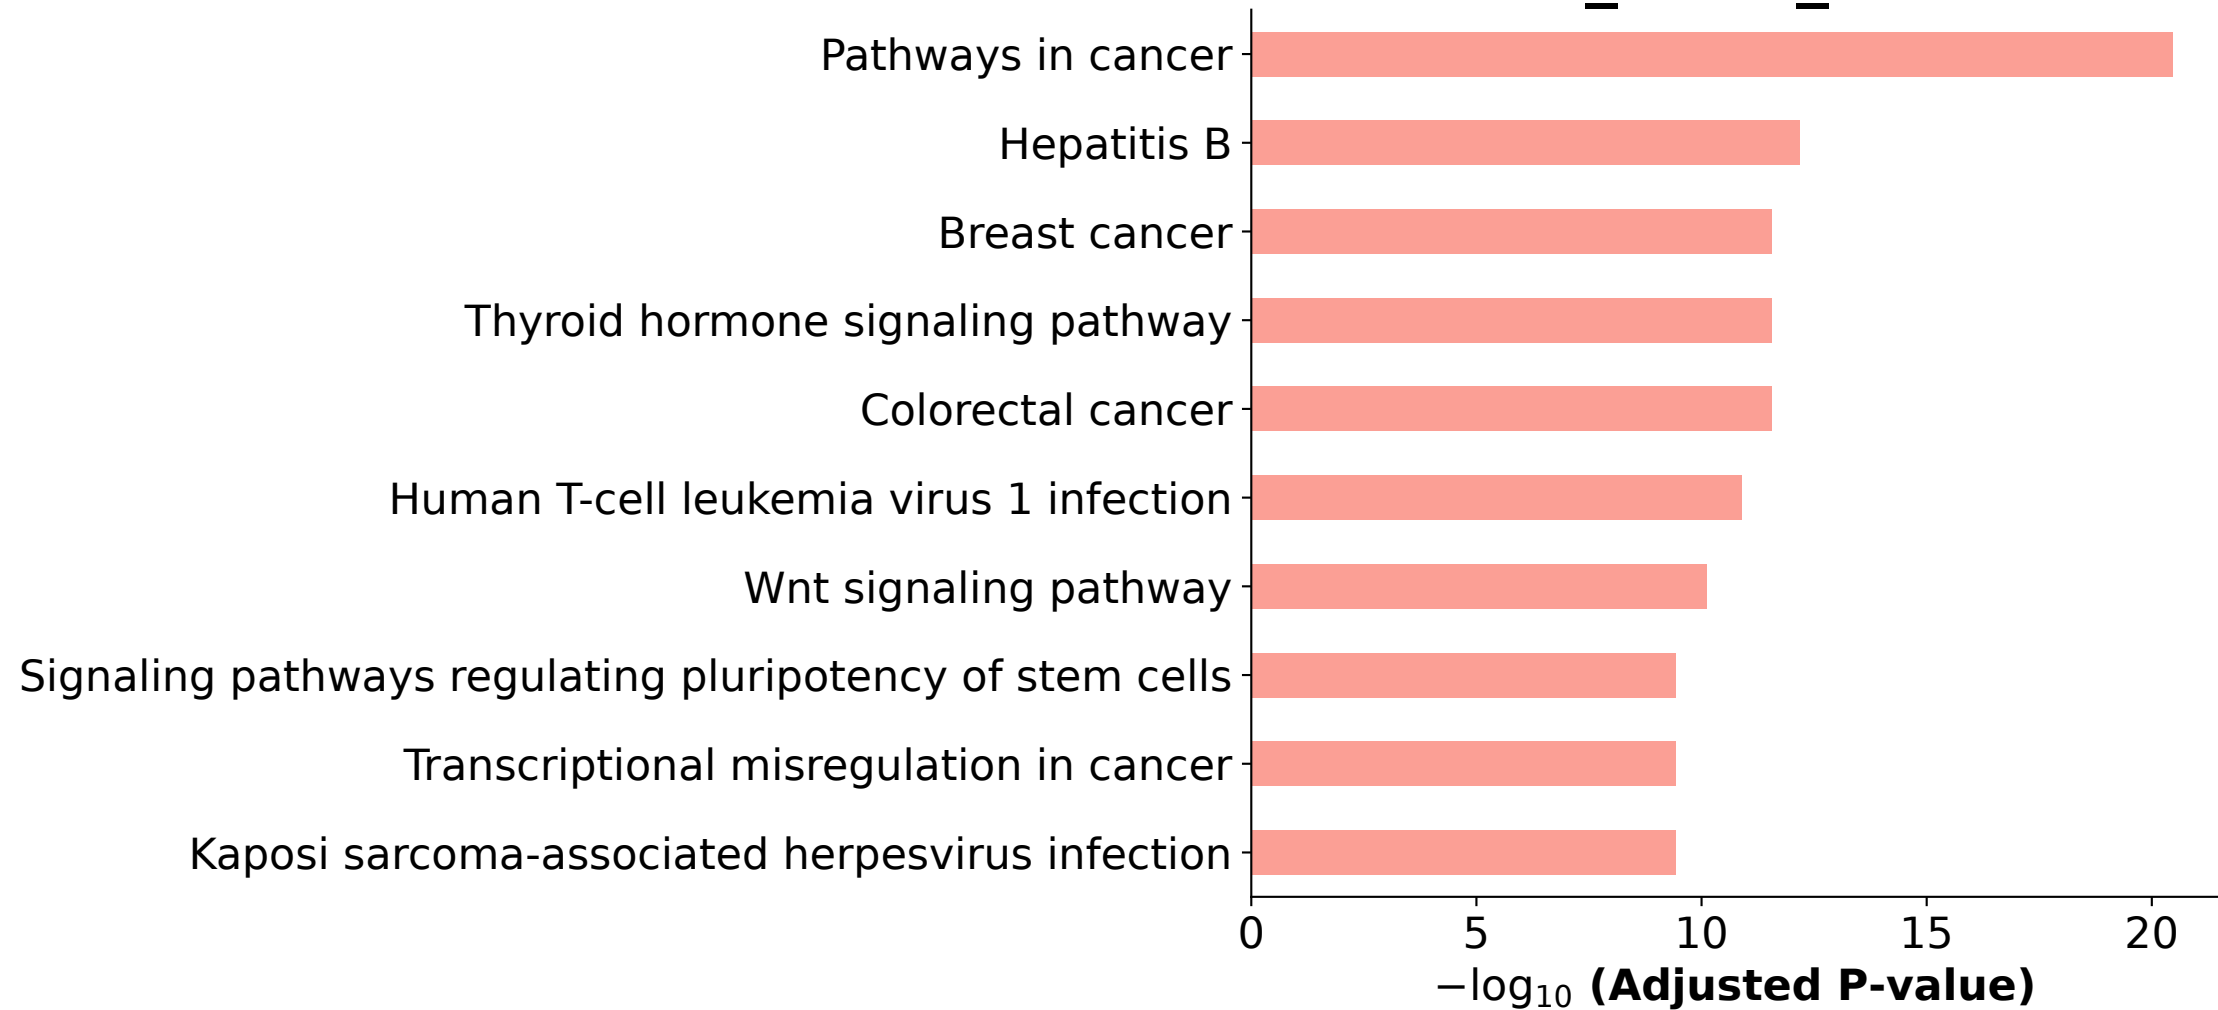 Pathways in cancer
Hepatitis B
Breast cancer
Thyroid hormone signaling pathway
Colorectal cancer
Human T-cell leukemia virus 1 infection
Wnt signaling pathway
Signaling pathways regulating pluripotency of stem cells
Transcriptional misregulation in cancer
Kaposi sarcoma-associated herpesvirus infection
0 5 10 15 20
−log₁₀ (Adjusted P-value)